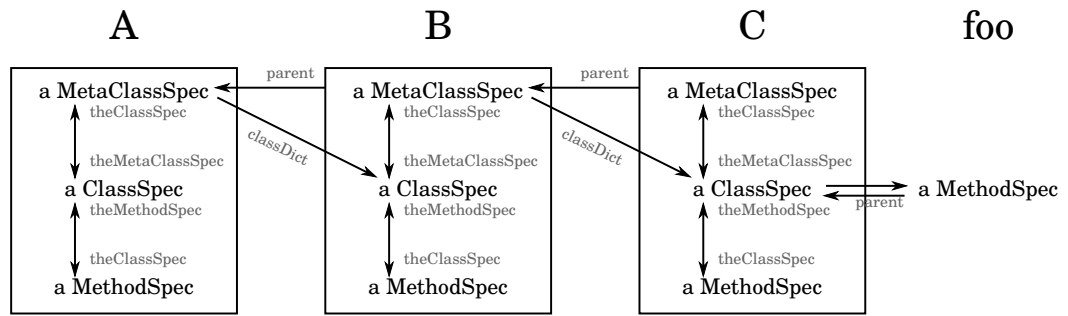 A B C foo
parent parent
a MetaClassSpec a MetaClassSpec a MetaClassSpec
theClassSpec theClassSpec theClassSpec
classDict classDict
theMetaClassSpec theMetaClassSpec theMetaClassSpec
a ClassSpec a ClassSpec a ClassSpec a MethodSpec
theMethodSpec theMethodSpec theMethodSpec parent
theClassSpec theClassSpec theClassSpec
a MethodSpec a MethodSpec a MethodSpec